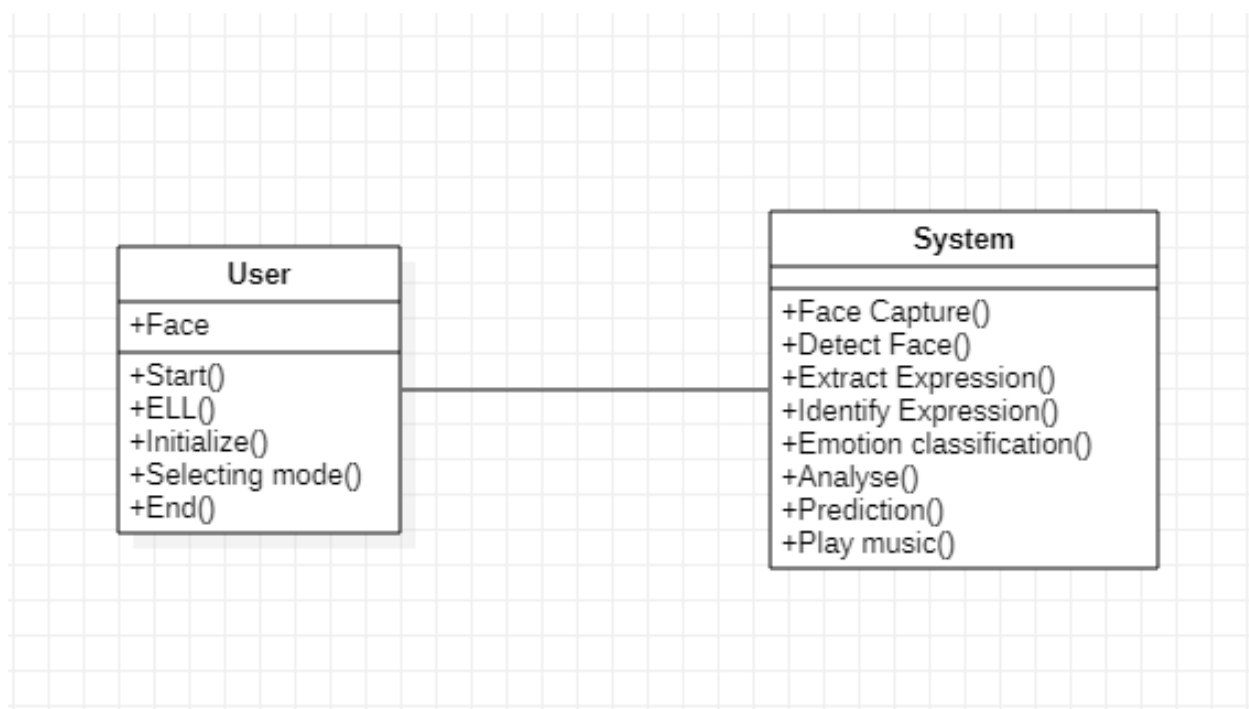 User
+Face
+Start()
+ELL()
+Initialize()
+Selecting mode()
+End()
System
+Face Capture()
+Detect Face()
+Extract Expression()
+Identify Expression()
+Emotion classification()
+Analyse()
+Prediction()
+Play music()